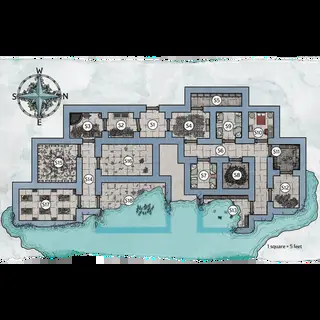 W
S N
E
S5
S3 S2 S1 S4 S9 S10
S6
S11
S15 S16
S7 S8
S14
S12
S17 S18
S13
1 square = 5 feet